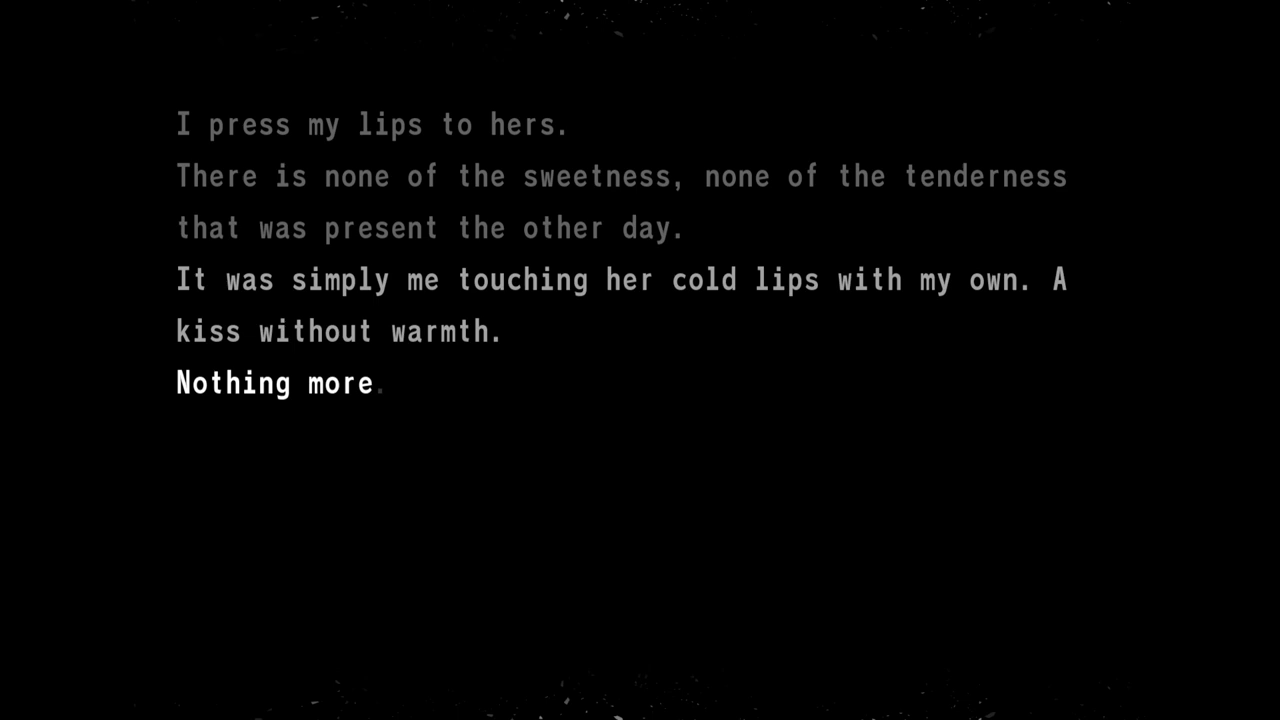 I press my lips to hers.
There is none of the sweetness, none of the tenderness
that was present the other day.
It was simply me touching her cold lips with my own. A
kiss without warmth.
Nothing more.